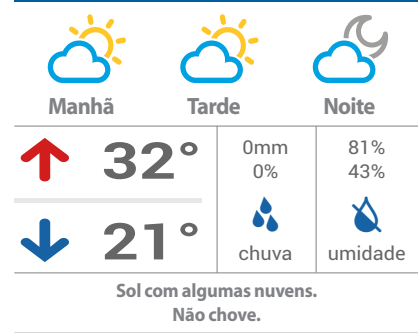 Manhã Tarde Noite
32° 0mm 81%
0% 43%
21° chuva umidade
Sol com algumas nuvens.
Não chove.